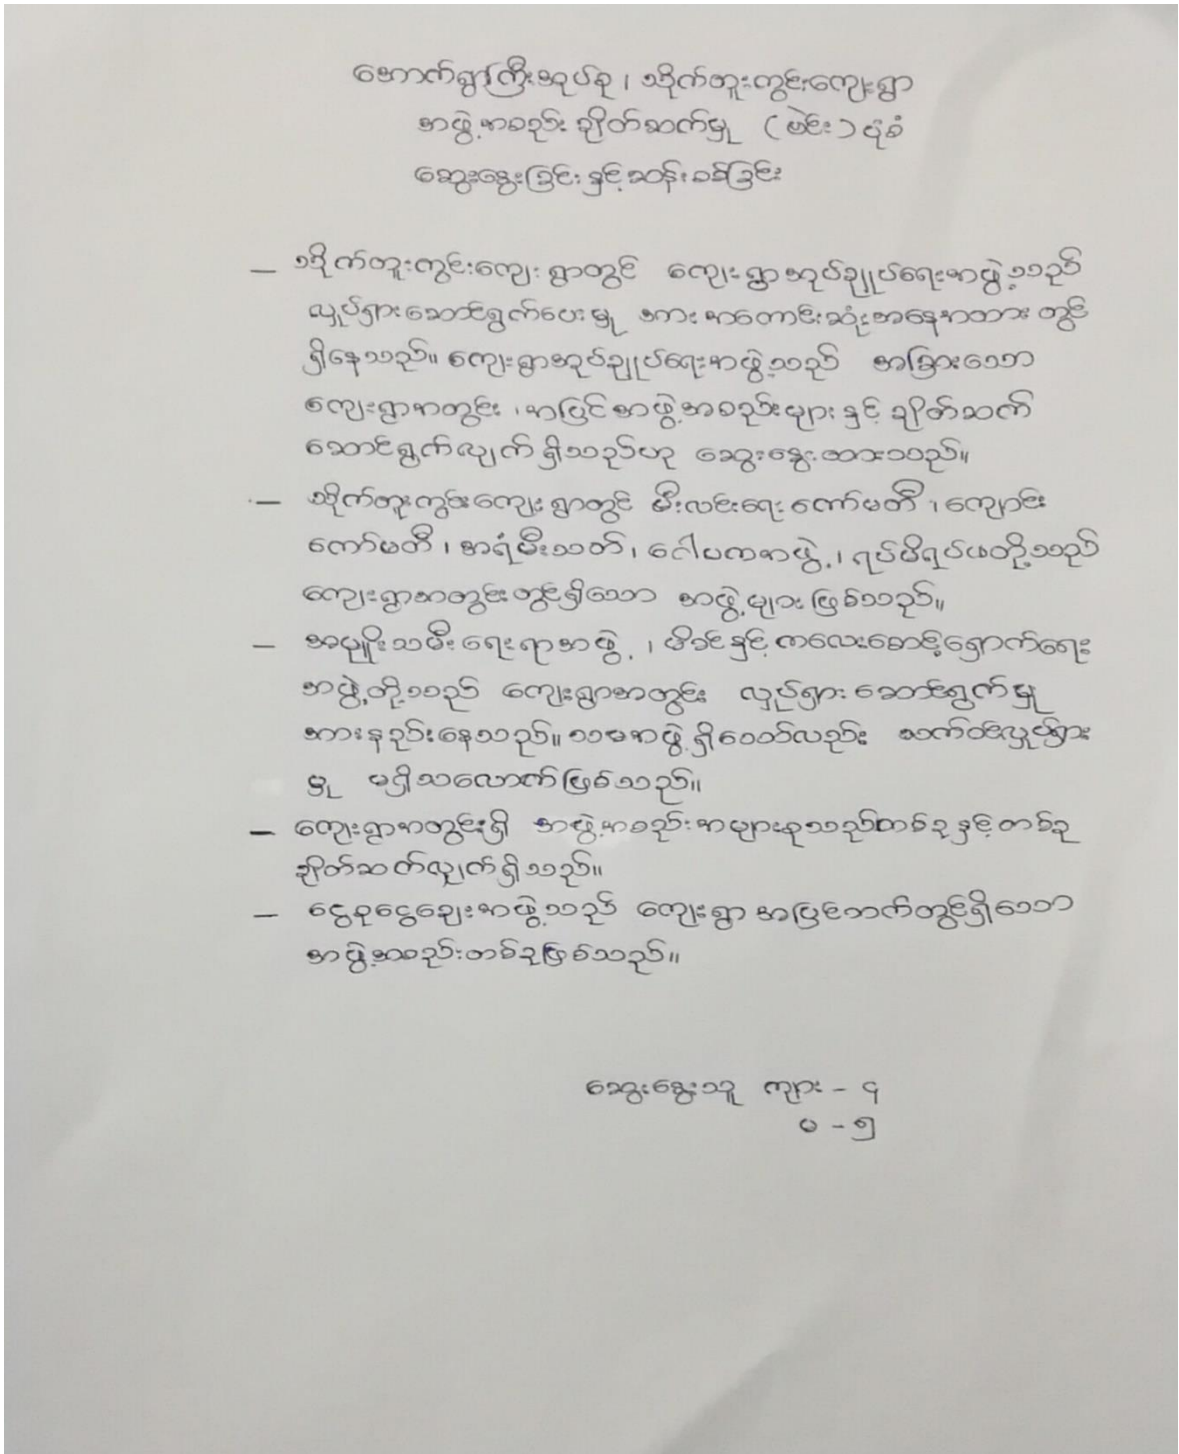 အောက်ရွာကြီးအုပ်စု ၊ သိုက်တူးကွင်းကျေးရွာ
အဖွဲ့အစည်း ချိတ်ဆက်မှု (ဗင်း) ပုံစံ
ဆွေးနွေးခြင်း နှင့် ဆန်းစစ်ခြင်း
– သိုက်တူးကွင်းကျေးရွာတွင် ကျေးရွာအုပ်ချုပ်ရေးအဖွဲ့သည်
လှုပ်ရှားဆောင်ရွက်ပေးမှု အားအကောင်းဆုံးအနေအထားတွင်
ရှိနေသည်။ ကျေးရွာအုပ်ချုပ်ရေးအဖွဲ့သည် အခြားသော
ကျေးရွာအတွင်း ၊ အပြင်အဖွဲ့အစည်းများ နှင့် ချိတ်ဆက်
ဆောင်ရွက်လျှက်ရှိသည်ဟု ဆွေးနွေးထားသည်။
– သိုက်တူးကွင်းကျေးရွာတွင် မီးလင်းရေး ကော်မတီ ၊ ကျောင်း
ကော်မတီ ၊ အရံမီးသတ် ၊ ဂေါပကအဖွဲ့ ၊ ရပ်မိရပ်ဖတို့သည်
ကျေးရွာအတွင်းတွင်ရှိသော အဖွဲ့များ ဖြစ်သည်။
– အမျိုးသမီးရေးရာအဖွဲ့ ၊ မိခင်နှင့်ကလေးစောင့်ရှောက်ရေး
အဖွဲ့တို့သည် ကျေးရွာအတွင်း လှုပ်ရှားဆောင်ရွက်မှု
အားနည်းနေသည်။ သမအဖွဲ့ ရှိသော်လည်း သက်ဝင်လှုပ်ရှား
မှု မရှိသလောက်ဖြစ်သည်။
– ကျေးရွာအတွင်းရှိ အဖွဲ့အစည်းအများစုသည်တစ်ခုနှင့်တစ်ခု
ချိတ်ဆက်လျှက်ရှိသည်။
– ငွေစုငွေချေးအဖွဲ့သည် ကျေးရွာ အပြင်ဘက်တွင်ရှိသော
အဖွဲ့အစည်းတစ်ခုဖြစ်သည်။
ဆွေးနွေးသူ ကျား – ၄
မ – ၅